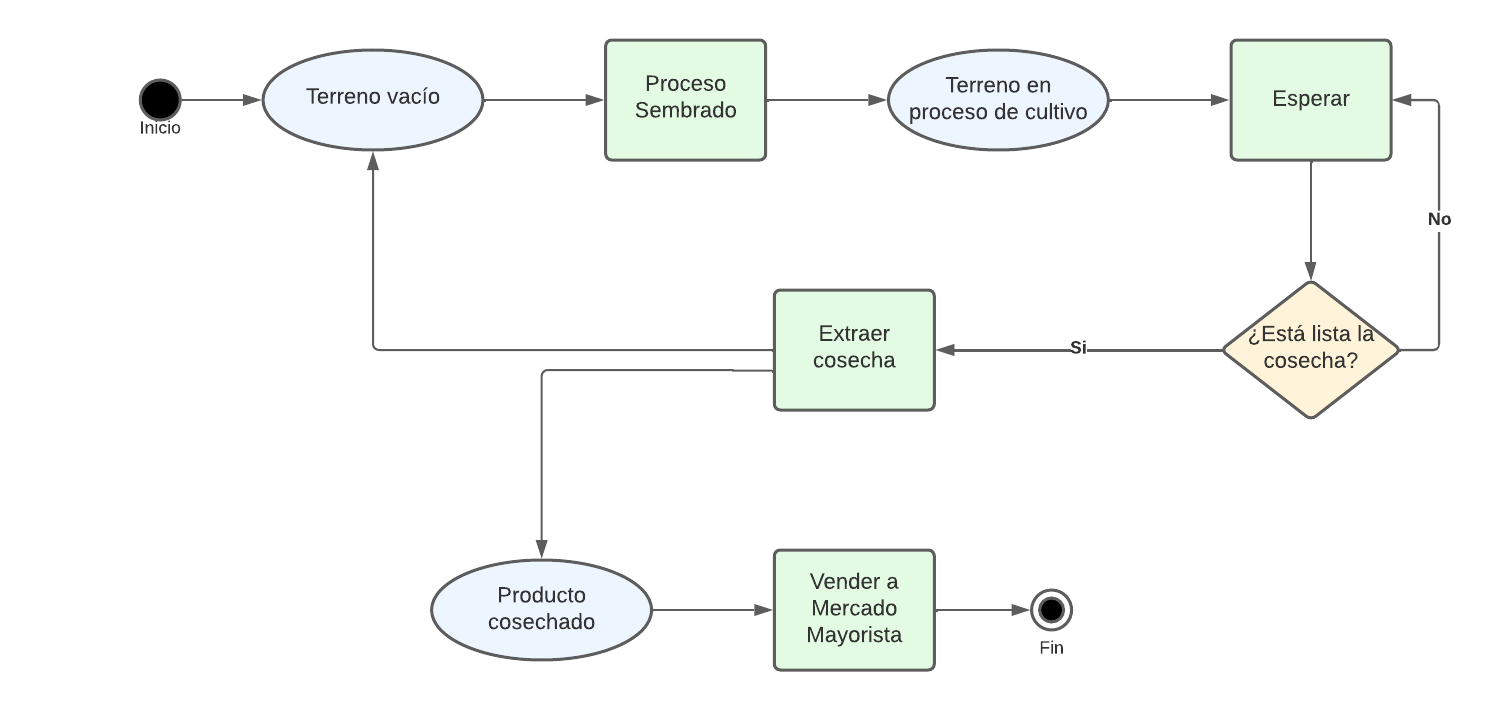 Inicio
Terreno vacío
Proceso
Sembrado
Terreno en
proceso de cultivo
Esperar
No
¿Está lista la
cosecha?
Si
Extraer
cosecha
Producto
cosechado
Vender a
Mercado
Mayorista
Fin